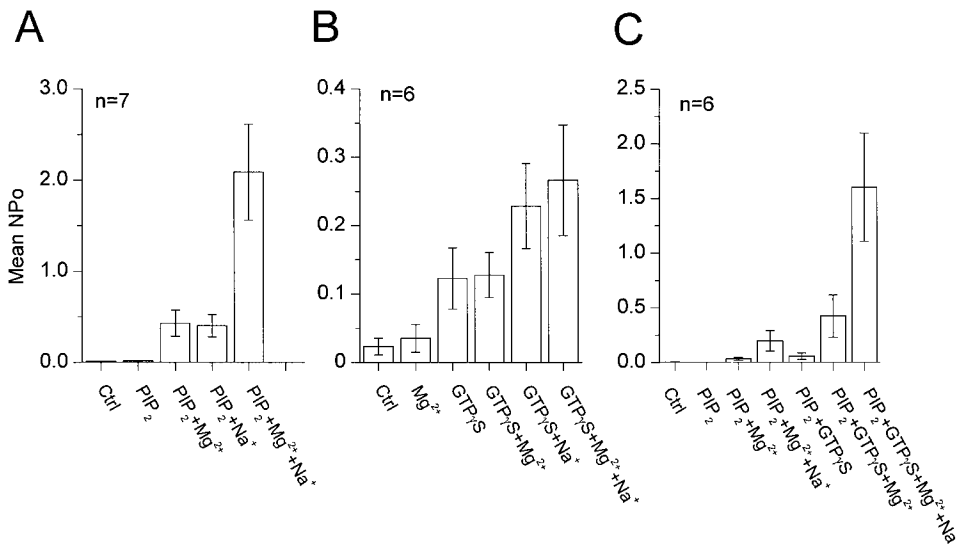 A
B
C
n=7
n=6
n=6
Mean NPo
3.0
2.0
1.0
0.0
0.4
0.3
0.2
0.1
0
2.5
2.0
1.5
1.0
0.5
0.0
Ctrl
PIP2
PIP2+Mg2+
PIP2+Na+
PIP2+Mg2+
+Na+
Ctrl
Mg2+
GTPγS
GTPγS+Mg2+
GTPγS+Na+
GTPγS+Mg2+
+Na+
Ctrl
PIP2
PIP2+Mg2+
PIP2+Mg2+
+Na+
PIP2+GTPγS
PIP2+GTPγS+Mg2+
PIP2+GTPγS+Mg2+
+Na